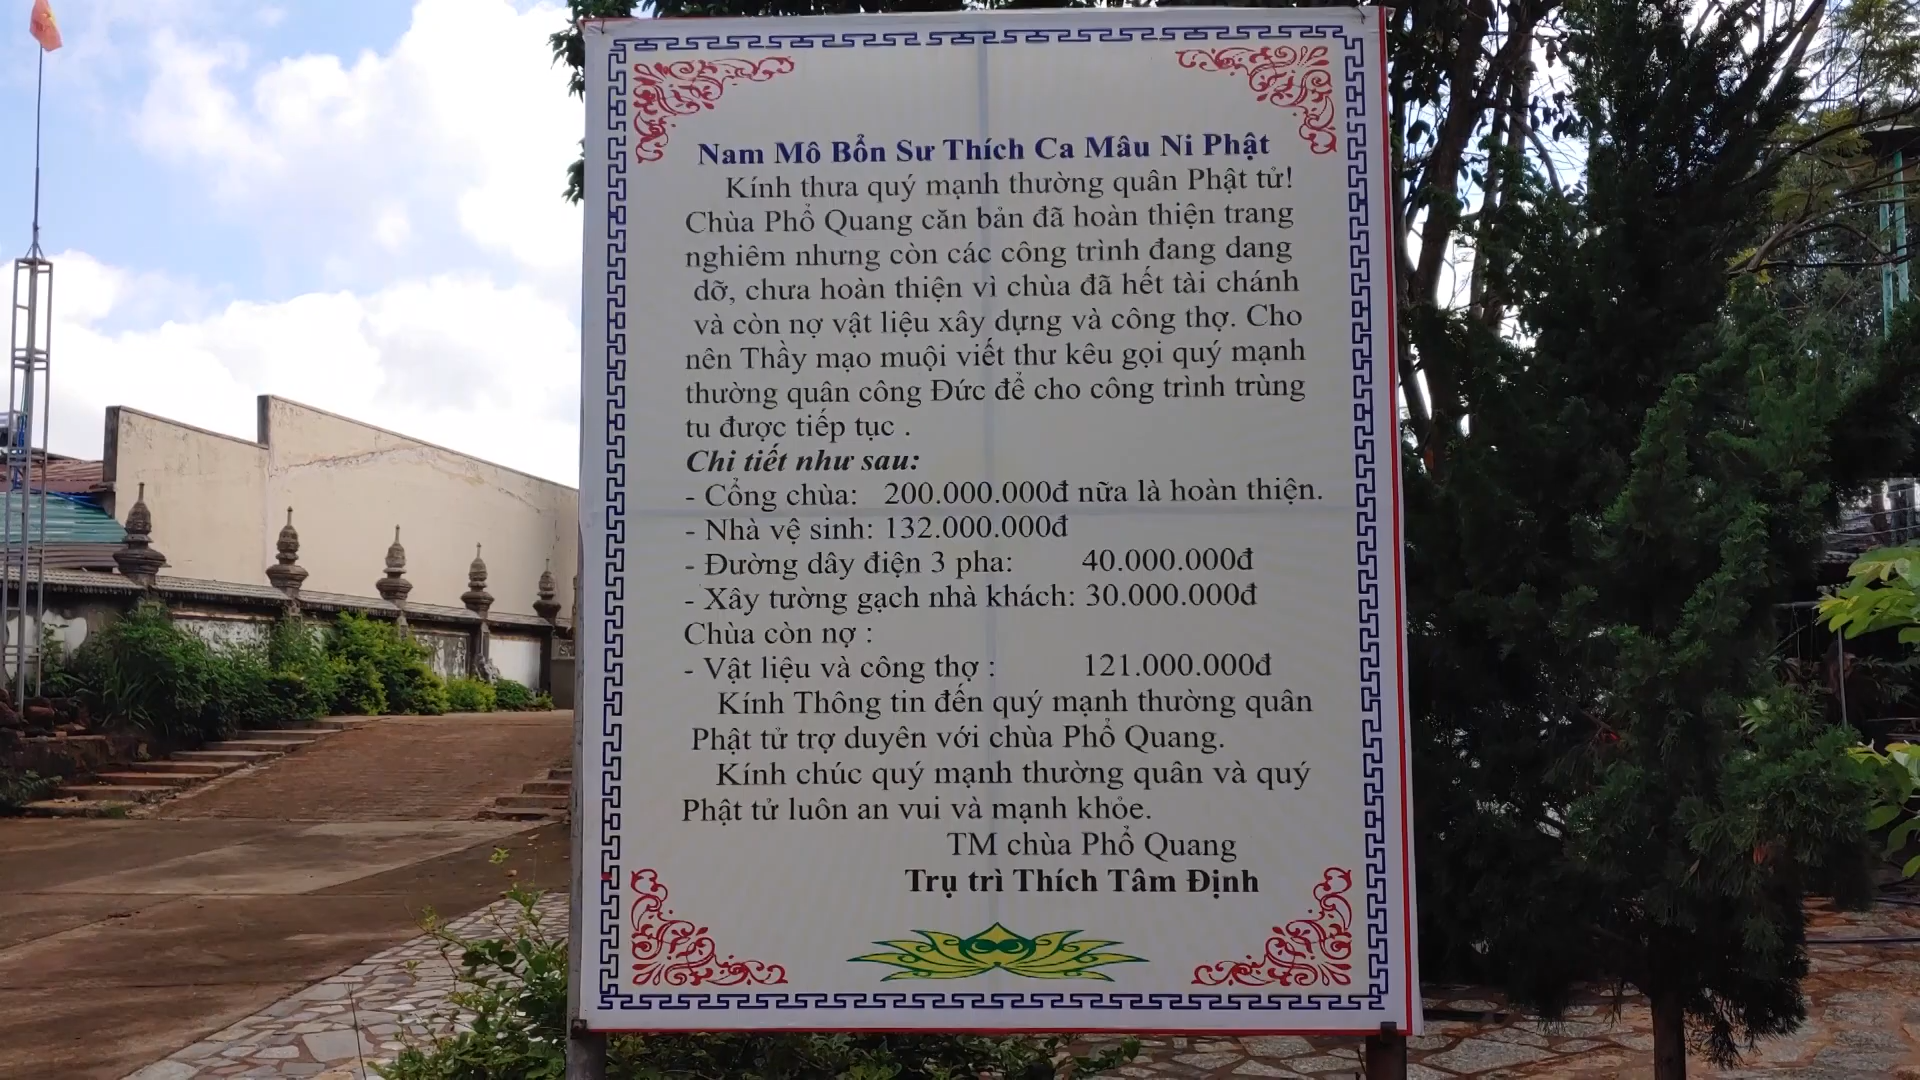 Nam Mô Bổn Sư Thích Ca Mâu Ni Phật
Kính thưa quý mạnh thường quân Phật tử!
Chùa Phổ Quang căn bản đã hoàn thiện trang
nghiêm nhưng còn các công trình đang dang
dỡ, chưa hoàn thiện vì chùa đã hết tài chánh
và còn nợ vật liệu xây dựng và công thợ. Cho
nên Thầy mạo muội viết thư kêu gọi quý mạnh
thường quân công Đức để cho công trình trùng
tu được tiếp tục .
Chi tiết như sau:
- Cổng chùa: 200.000.000đ nữa là hoàn thiện.
- Nhà vệ sinh: 132.000.000đ
- Đường dây điện 3 pha: 40.000.000đ
- Xây tường gạch nhà khách: 30.000.000đ
Chùa còn nợ :
- Vật liệu và công thợ : 121.000.000đ
Kính Thông tin đến quý mạnh thường quân
Phật tử trợ duyên với chùa Phổ Quang.
Kính chúc quý mạnh thường quân và quý
Phật tử luôn an vui và mạnh khỏe.
TM chùa Phổ Quang
Trụ trì Thích Tâm Định